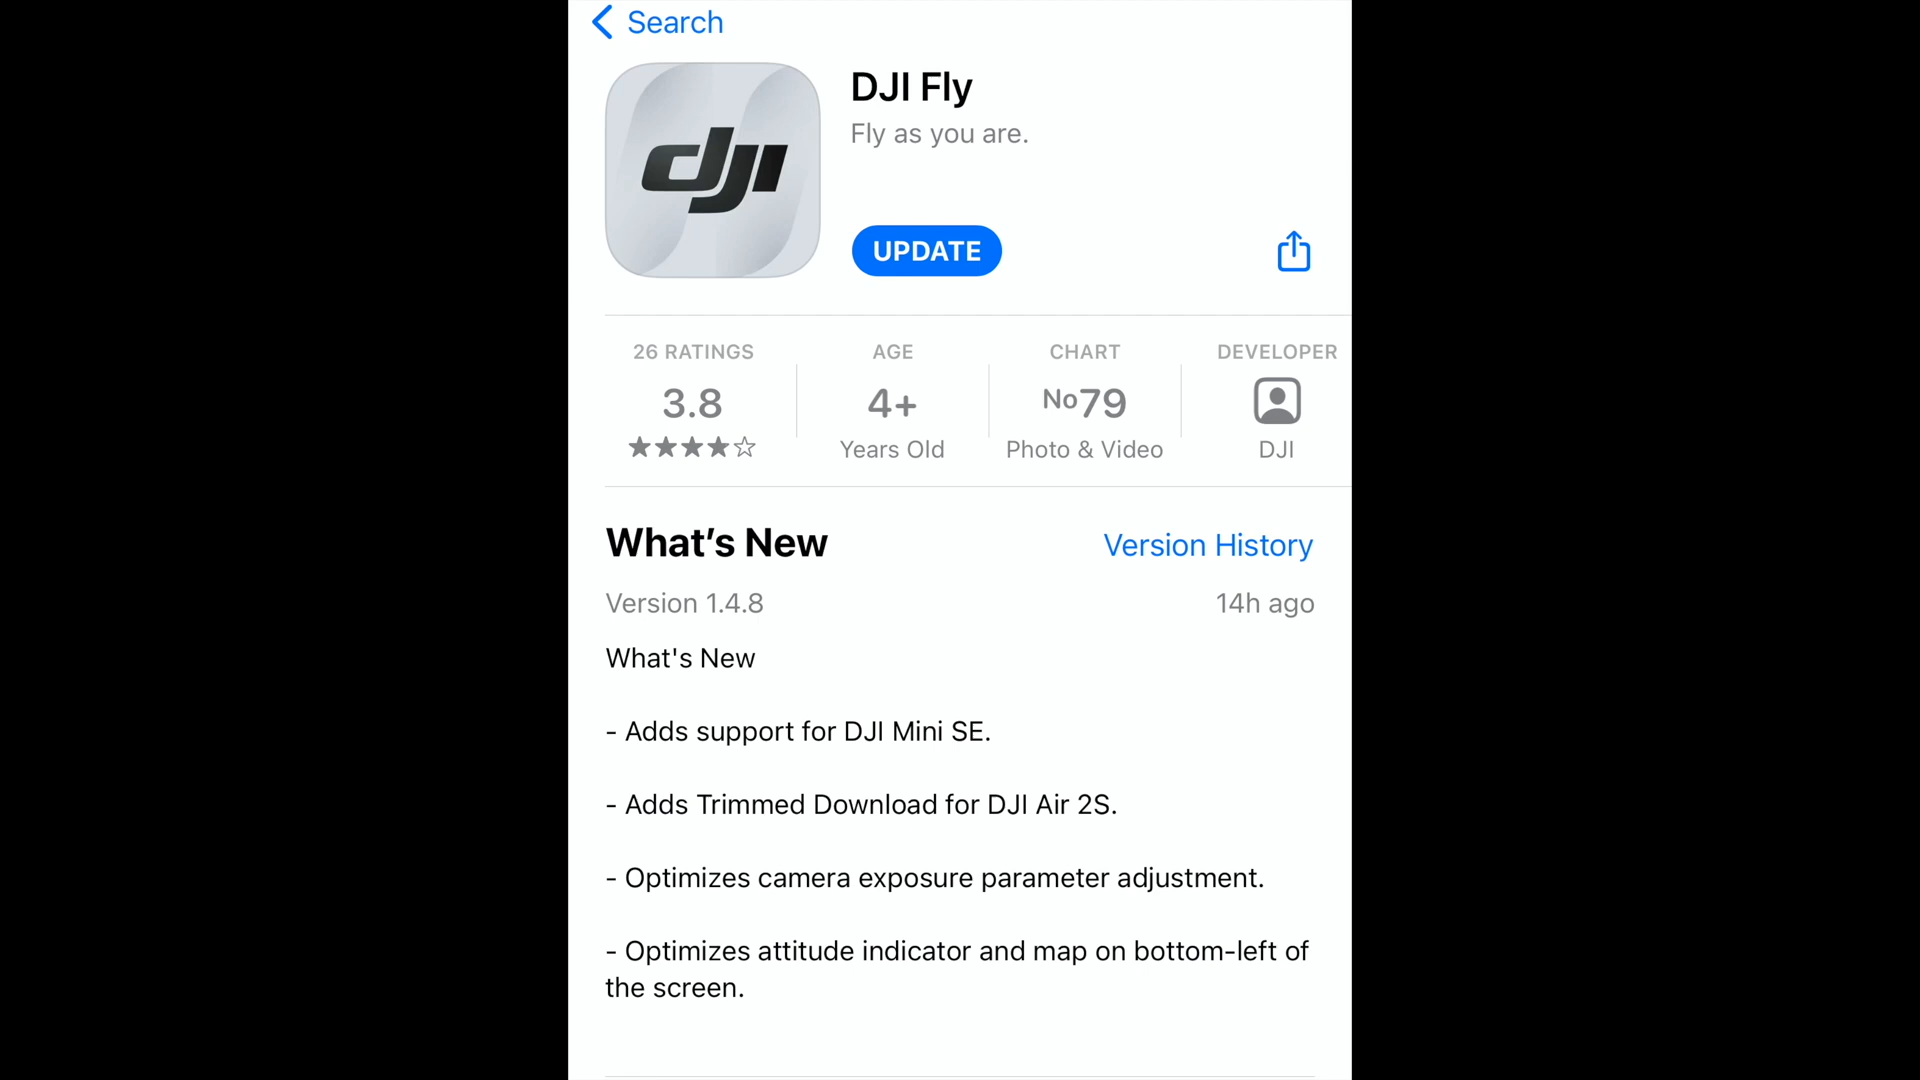 Search
dji
DJI Fly
Fly as you are.
UPDATE
26 RATINGS
AGE
CHART
DEVELOPER
3.8
4+
No79
Years Old
Photo & Video
DJI
What’s New
Version History
Version 1.4.8
14h ago
What's New
- Adds support for DJI Mini SE.
- Adds Trimmed Download for DJI Air 2S.
- Optimizes camera exposure parameter adjustment.
- Optimizes attitude indicator and map on bottom-left of
the screen.